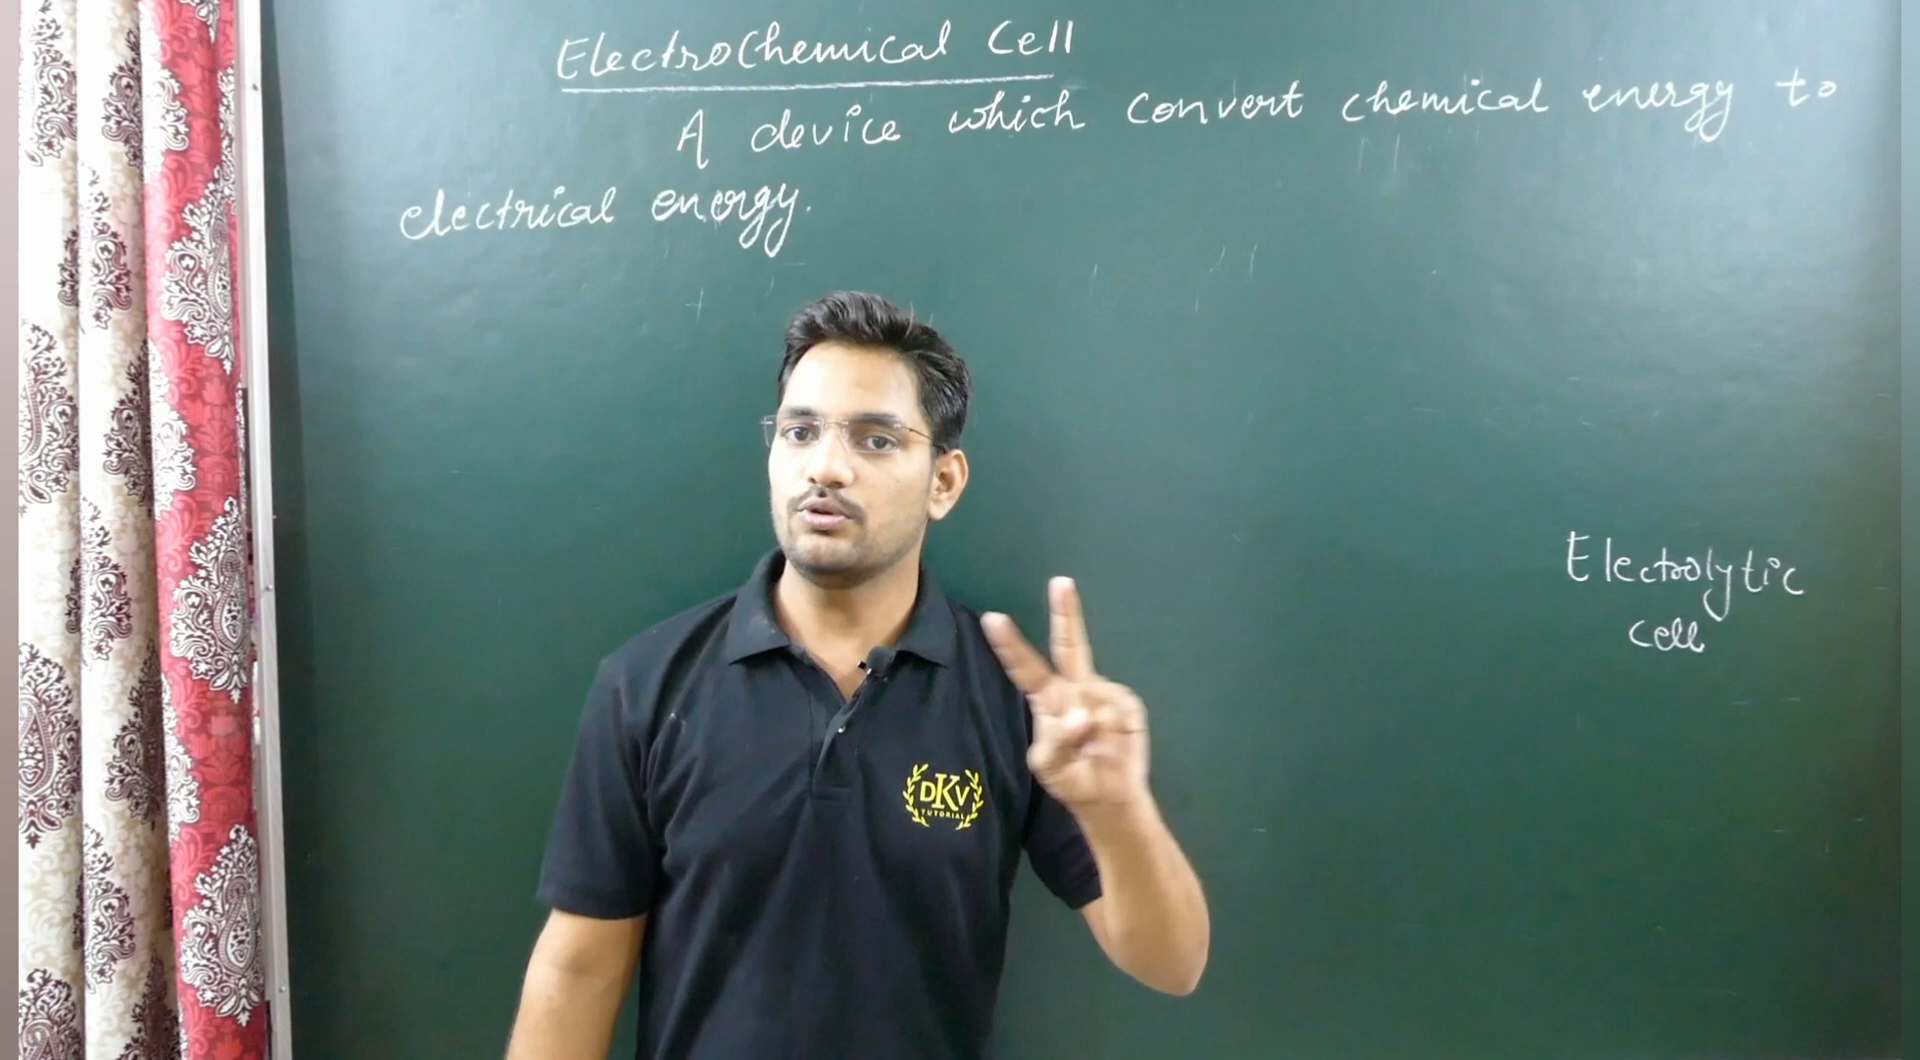 Electrochemical Cell
A device which convert chemical energy to
electrical energy.
Electrolytic
cell
DKV
TUTORIAL